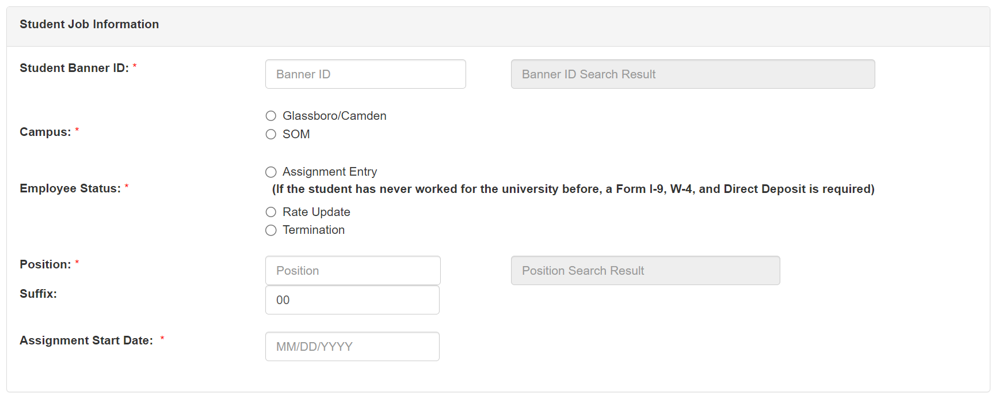 Student Job Information
Student Banner ID: *
Banner ID
Banner ID Search Result
Campus: *
Glassboro/Camden
SOM
Employee Status: *
Assignment Entry
(If the student has never worked for the university before, a Form I-9, W-4, and Direct Deposit is required)
Rate Update
Termination
Position: *
Position
Position Search Result
Suffix:
00
Assignment Start Date: *
MM/DD/YYYY